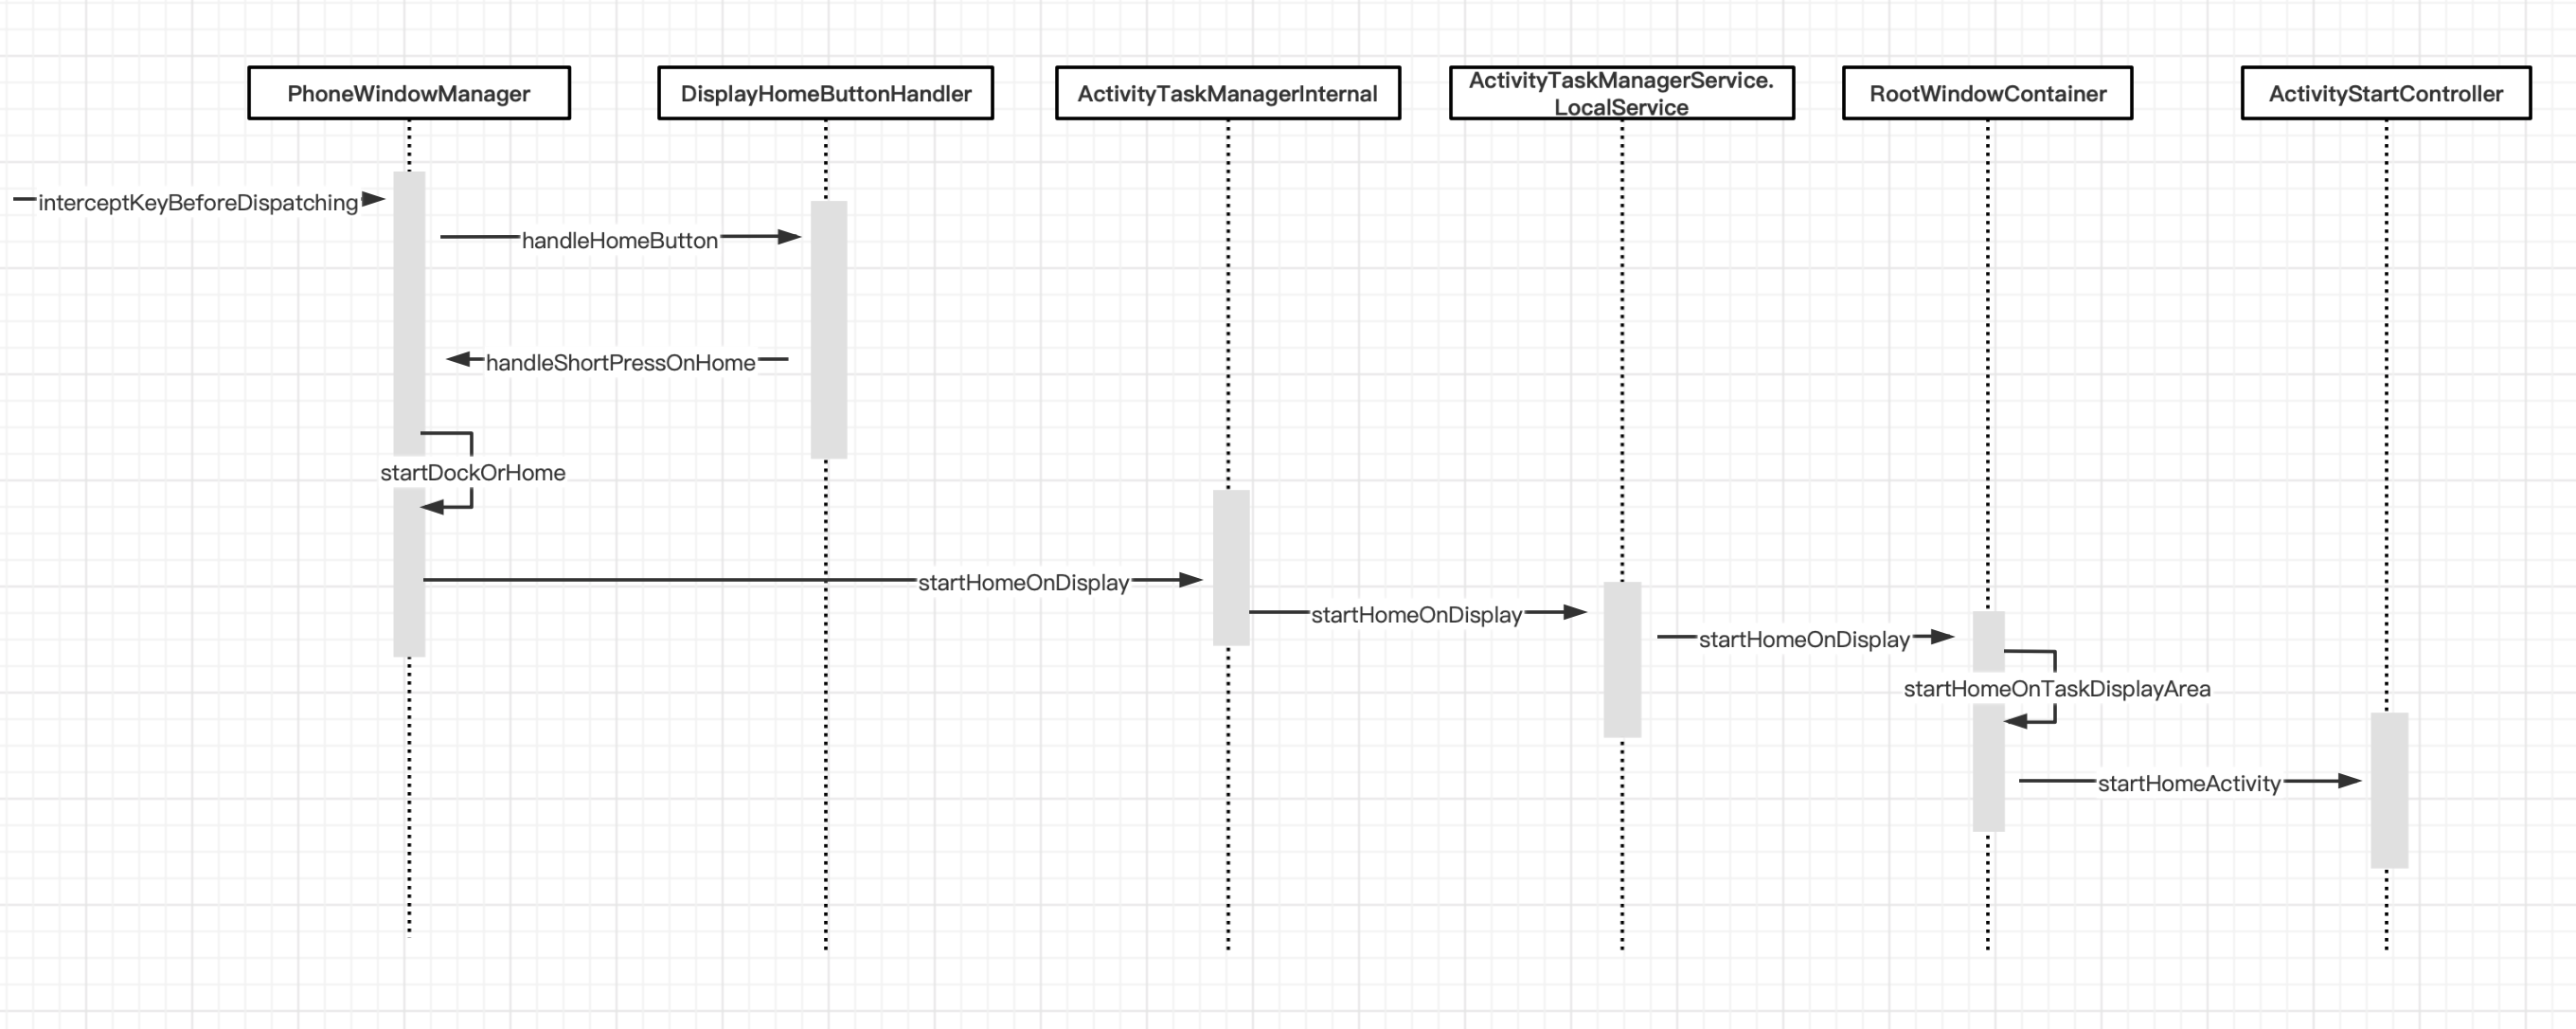 PhoneWindowManager
DisplayHomeButtonHandler
ActivityTaskManagerInternal
ActivityTaskManagerService.
LocalService
RootWindowContainer
ActivityStartController
interceptKeyBeforeDispatching
handleHomeButton
handleShortPressOnHome
startDockOrHome
startHomeOnDisplay
startHomeOnDisplay
startHomeOnDisplay
startHomeOnTaskDisplayArea
startHomeActivity